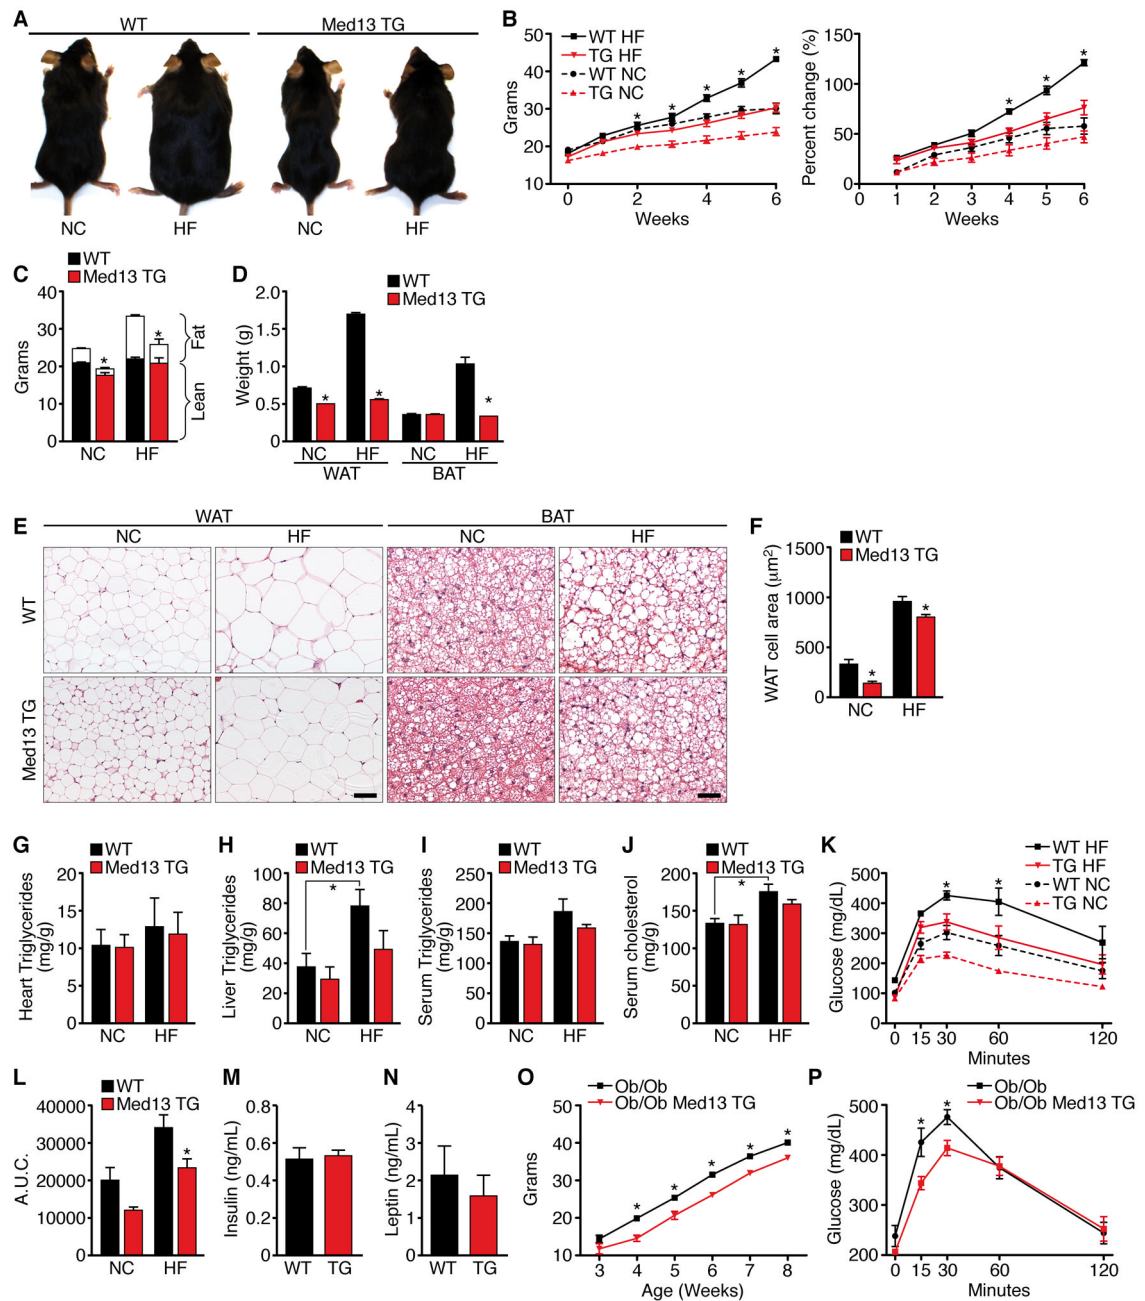 A
WT
Med13 TG
NC
HF
NC
HF
B
WT HF
TG HF
WT NC
TG NC
Grams
50
40
30
20
10
0
2
4
6
Weeks
*
*
*
*
*
Percent change (%)
150
100
50
0
0
1
2
3
4
5
6
Weeks
*
*
*
C
WT
Med13 TG
Grams
40
30
20
10
0
*
*
Fat
Lean
NC
HF
D
WT
Med13 TG
Weight (g)
2.0
1.5
1.0
0.5
0
*
*
*
NC
HF
NC
HF
WAT
BAT
E
WAT
BAT
NC
HF
NC
HF
WT
Med13 TG
F
WT
Med13 TG
WAT cell area (μm²)
1500
1000
500
0
*
*
NC
HF
G
WT
Med13 TG
Heart Triglycerides
(mg/g)
20
15
10
5
0
NC
HF
H
WT
Med13 TG
Liver Triglycerides
(mg/g)
100
80
60
40
20
0
*
NC
HF
I
WT
Med13 TG
Serum Triglycerides
(mg/g)
250
200
150
100
50
0
NC
HF
J
WT
Med13 TG
Serum cholesterol
(mg/g)
200
150
100
50
0
*
NC
HF
K
WT HF
TG HF
WT NC
TG NC
Glucose (mg/dL)
500
400
300
200
100
0
*
*
0
15
30
60
120
Minutes
L
WT
Med13 TG
A.U.C.
40000
30000
20000
10000
0
*
NC
HF
M
Insulin (ng/mL)
0.8
0.6
0.4
0.2
0
WT
TG
N
Leptin (ng/mL)
4
3
2
1
0
WT
TG
O
Ob/Ob
Ob/Ob Med13 TG
Grams
50
40
30
20
10
*
*
*
*
*
3
4
5
6
7
8
Age (Weeks)
P
Ob/Ob
Ob/Ob Med13 TG
Glucose (mg/dL)
500
400
300
200
*
*
0
15
30
60
120
Minutes